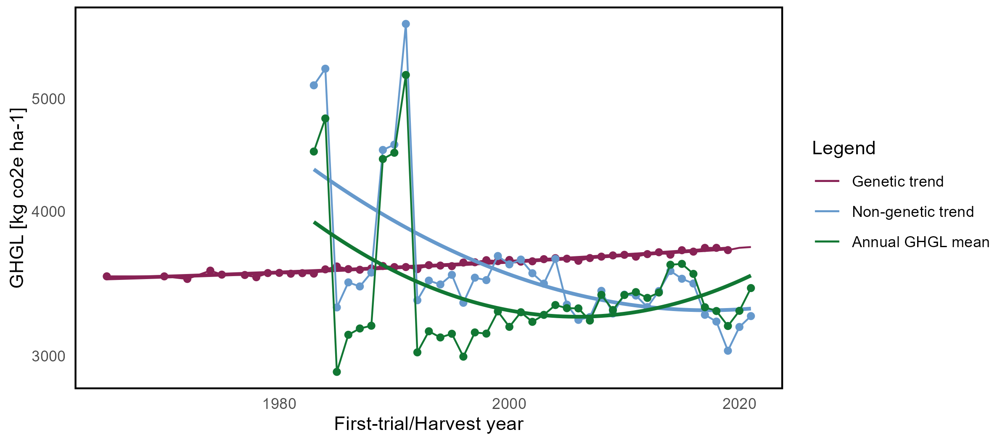 GHGL [kg co2e ha-1]
5000
4000
3000
1980
2000
2020
First-trial/Harvest year
Legend
Genetic trend
Non-genetic trend
Annual GHGL mean